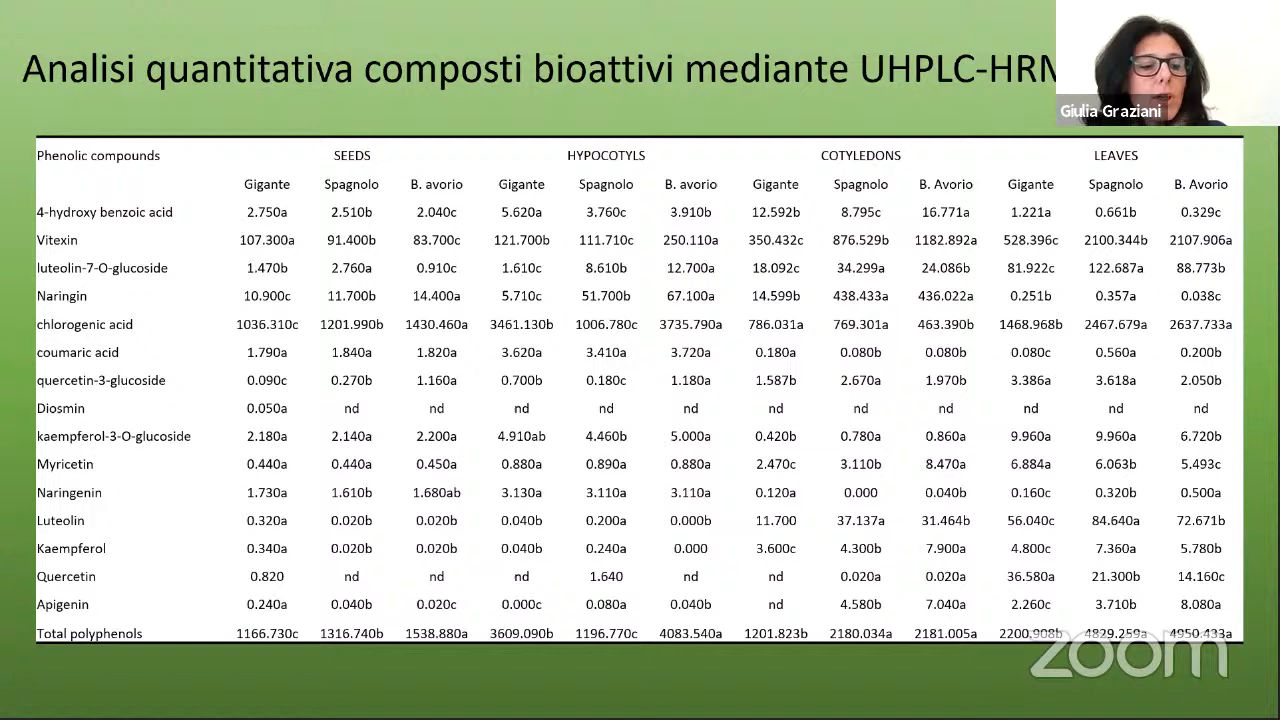 Analisi quantitativa composti bioattivi mediante UHPLC-HRM
Giulia Graziani
Phenolic compounds SEEDS HYPOCOTYLS COTYLEDONS LEAVES
Gigante Spagnolo B. avorio Gigante Spagnolo B. avorio Gigante Spagnolo B. Avorio Gigante Spagnolo B. Avorio
4-hydroxy benzoic acid 2.750a 2.510b 2.040c 5.620a 3.760c 3.910b 12.592b 8.795c 16.771a 1.221a 0.661b 0.329c
Vitexin 107.300a 91.400b 83.700c 121.700b 111.710c 250.110a 350.432c 876.529b 1182.892a 528.396c 2100.344b 2107.906a
luteolin-7-O-glucoside 1.470b 2.760a 0.910c 1.610c 8.610b 12.700a 18.092c 34.299a 24.086b 81.922c 122.687a 88.773b
Naringin 10.900c 11.700b 14.400a 5.710c 51.700b 67.100a 14.599b 438.433a 436.022a 0.251b 0.357a 0.038c
chlorogenic acid 1036.310c 1201.990b 1430.460a 3461.130b 1006.780c 3735.790a 786.031a 769.301a 463.390b 1468.968b 2467.679a 2637.733a
coumaric acid 1.790a 1.840a 1.820a 3.620a 3.410a 3.720a 0.180a 0.080b 0.080b 0.080c 0.560a 0.200b
quercetin-3-glucoside 0.090c 0.270b 1.160a 0.700b 0.180c 1.180a 1.587b 2.670a 1.970b 3.386a 3.618a 2.050b
Diosmin 0.050a nd nd nd nd nd nd nd nd nd nd nd
kaempferol-3-O-glucoside 2.180a 2.140a 2.200a 4.910ab 4.460b 5.000a 0.420b 0.780a 0.860a 9.960a 9.960a 6.720b
Myricetin 0.440a 0.440a 0.450a 0.880a 0.890a 0.880a 2.470c 3.110b 8.470a 6.884a 6.063b 5.493c
Naringenin 1.730a 1.610b 1.680ab 3.130a 3.110a 3.110a 0.120a 0.000 0.040b 0.160c 0.320b 0.500a
Luteolin 0.320a 0.020b 0.020b 0.040b 0.200a 0.000b 11.700 37.137a 31.464b 56.040c 84.640a 72.671b
Kaempferol 0.340a 0.020b 0.020b 0.040b 0.240a 0.000 3.600c 4.300b 7.900a 4.800c 7.360a 5.780b
Quercetin 0.820 nd nd nd 1.640 nd nd 0.020a 0.020a 36.580a 21.300b 14.160c
Apigenin 0.240a 0.040b 0.020c 0.000c 0.080a 0.040b nd 4.580b 7.040a 2.260c 3.710b 8.080a
Total polyphenols 1166.730c 1316.740b 1538.880a 3609.090b 1196.770c 4083.540a 1201.823b 2180.034a 2181.005a 2200.908b 4829.259a 4950.433a
zoom